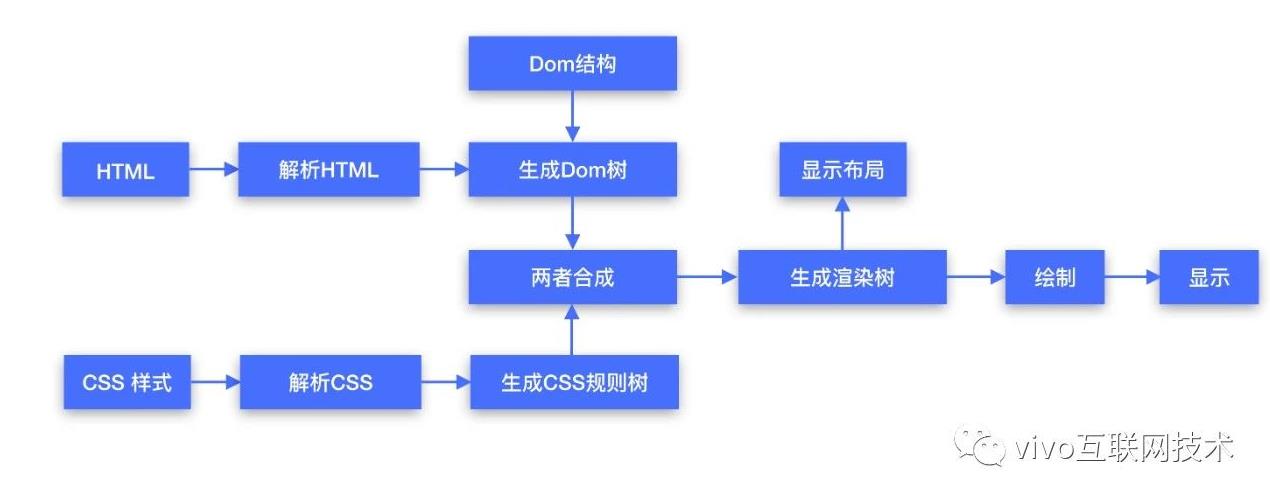 Dom结构
HTML
解析HTML
生成Dom树
显示布局
两者合成
生成渲染树
绘制
显示
CSS 样式
解析CSS
生成CSS规则树
vivo互联网技术